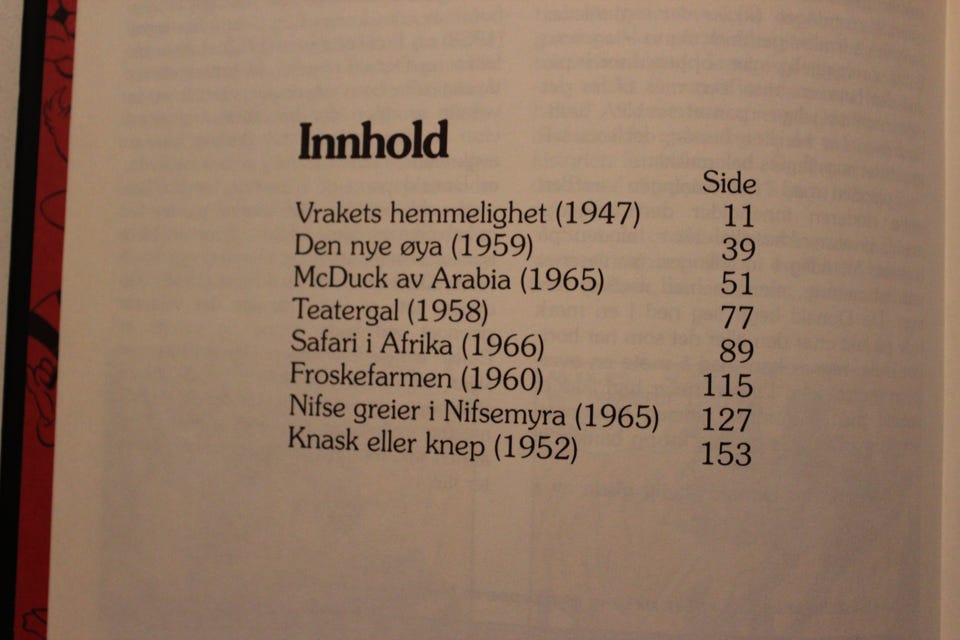 Innhold
Side
Vrakets hemmelighet (1947) 11
Den nye øya (1959) 39
McDuck av Arabia (1965) 51
Teatergal (1958) 77
Safari i Afrika (1966) 89
Froskefarmen (1960) 115
Nifse greier i Nifsemyra (1965) 127
Knask eller knep (1952) 153